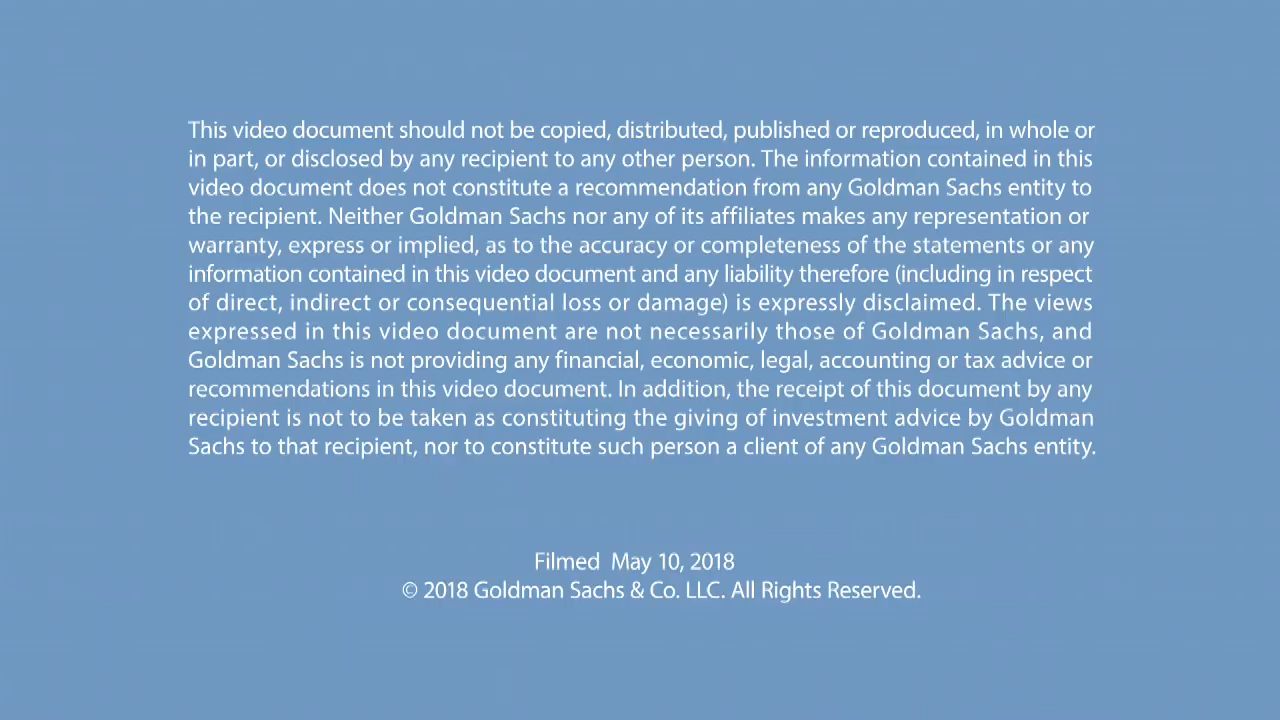 This video document should not be copied, distributed, published or reproduced, in whole or
in part, or disclosed by any recipient to any other person. The information contained in this
video document does not constitute a recommendation from any Goldman Sachs entity to
the recipient. Neither Goldman Sachs nor any of its affiliates makes any representation or
warranty, express or implied, as to the accuracy or completeness of the statements or any
information contained in this video document and any liability therefore (including in respect
of direct, indirect or consequential loss or damage) is expressly disclaimed. The views
expressed in this video document are not necessarily those of Goldman Sachs, and
Goldman Sachs is not providing any financial, economic, legal, accounting or tax advice or
recommendations in this video document. In addition, the receipt of this document by any
recipient is not to be taken as constituting the giving of investment advice by Goldman
Sachs to that recipient, nor to constitute such person a client of any Goldman Sachs entity.
Filmed May 10, 2018
© 2018 Goldman Sachs & Co. LLC. All Rights Reserved.